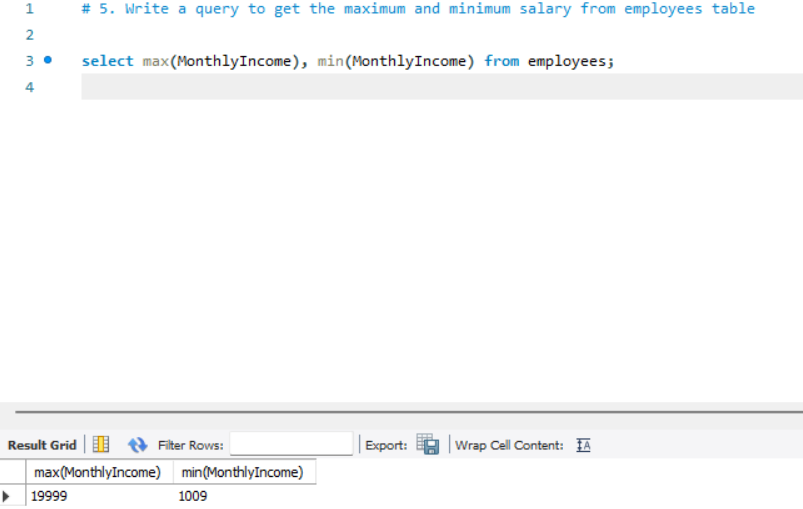 1 # 5. Write a query to get the maximum and minimum salary from employees table
2
3 select max(MonthlyIncome), min(MonthlyIncome) from employees;
4
Result Grid Filter Rows: Export: Wrap Cell Content: IA
max(MonthlyIncome) min(MonthlyIncome)
19999 1009